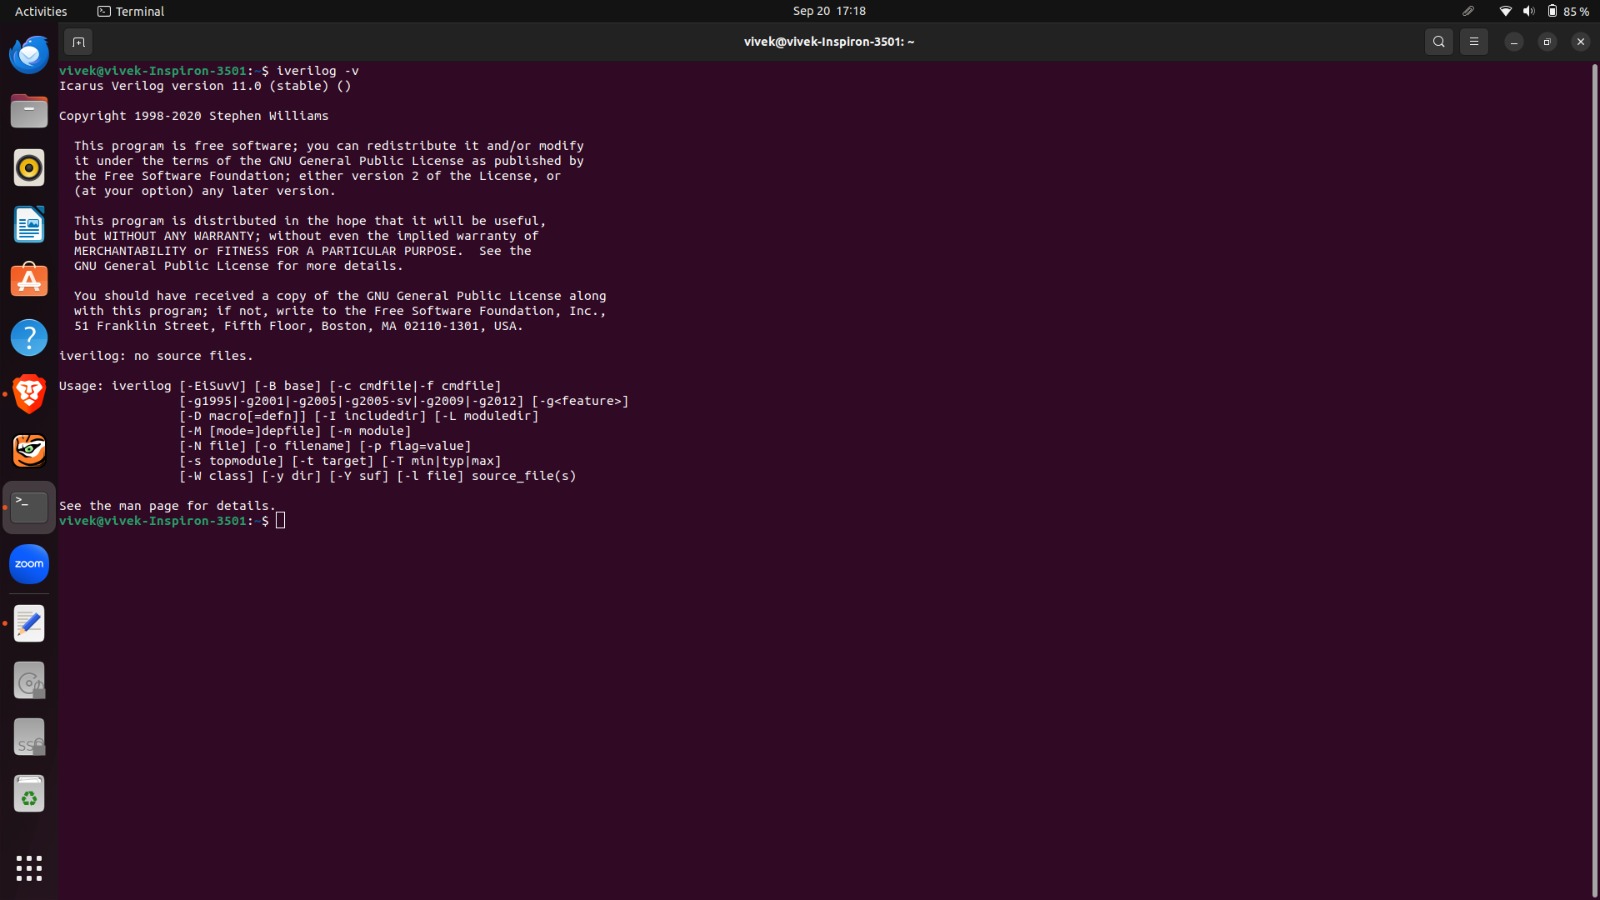 Activities Terminal Sep 20 17:18 85 %
vivek@vivek-Inspiron-3501: ~
vivek@vivek-Inspiron-3501:~$ iverilog -v
Icarus Verilog version 11.0 (stable) ()
Copyright 1998-2020 Stephen Williams
This program is free software; you can redistribute it and/or modify
it under the terms of the GNU General Public License as published by
the Free Software Foundation; either version 2 of the License, or
(at your option) any later version.
This program is distributed in the hope that it will be useful,
but WITHOUT ANY WARRANTY; without even the implied warranty of
MERCHANTABILITY or FITNESS FOR A PARTICULAR PURPOSE.  See the
GNU General Public License for more details.
You should have received a copy of the GNU General Public License along
with this program; if not, write to the Free Software Foundation, Inc.,
51 Franklin Street, Fifth Floor, Boston, MA 02110-1301, USA.
iverilog: no source files.
Usage: iverilog [-EiSuvV] [-B base] [-c cmdfile|-f cmdfile]
[-g1995|-g2001|-g2005|-g2005-sv|-g2009|-g2012] [-g<feature>]
[-D macro[=defn]] [-I includedir] [-L moduledir]
[-M [mode=]depfile] [-m module]
[-N file] [-o filename] [-p flag=value]
[-s topmodule] [-t target] [-T min|typ|max]
[-W class] [-y dir] [-Y suf] [-l file] source_file(s)
See the man page for details.
vivek@vivek-Inspiron-3501:~$
zoom
SS